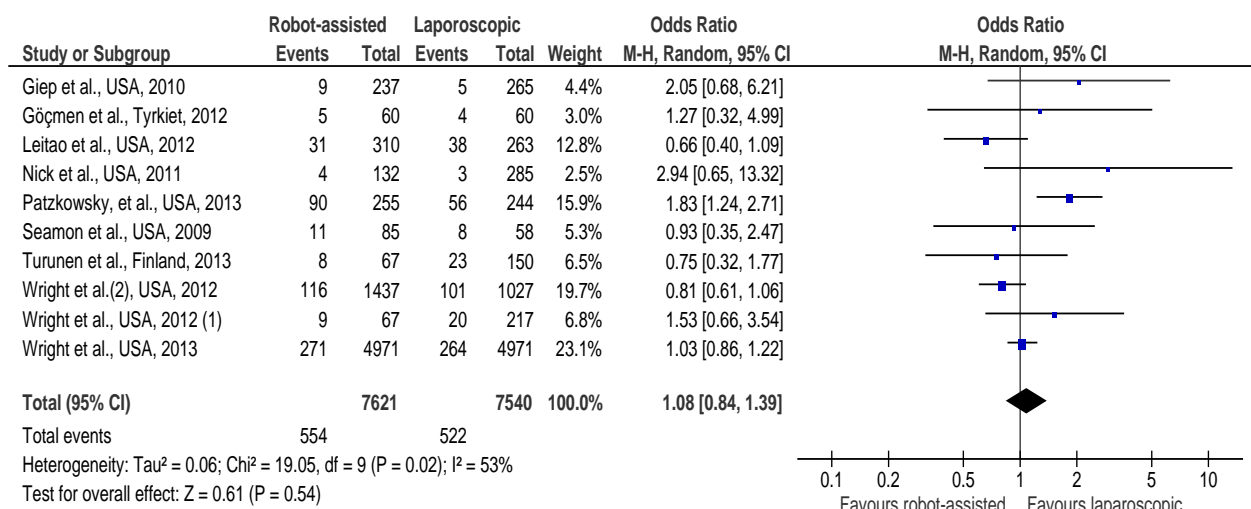 Robot-assisted Laparoscopic Odds Ratio Odds Ratio
Study or Subgroup Events Total Events Total Weight M-H, Random, 95% CI M-H, Random, 95% CI
Giep et al., USA, 2010 9 237 5 265 4.4% 2.05 [0.68, 6.21]
Göçmen et al., Tyrkiet, 2012 5 60 4 60 3.0% 1.27 [0.32, 4.99]
Leitao et al., USA, 2012 31 310 38 263 12.8% 0.66 [0.40, 1.09]
Nick et al., USA, 2011 4 132 3 285 2.5% 2.94 [0.65, 13.32]
Patzkowsky, et al., USA, 2013 90 255 56 244 15.9% 1.83 [1.24, 2.71]
Seamon et al., USA, 2009 11 85 8 58 5.3% 0.93 [0.35, 2.47]
Turunen et al., Finland, 2013 8 67 23 150 6.5% 0.75 [0.32, 1.77]
Wright et al.(2), USA, 2012 116 1437 101 1027 19.7% 0.81 [0.61, 1.06]
Wright et al., USA, 2012 (1) 9 67 20 217 6.8% 1.53 [0.66, 3.54]
Wright et al., USA, 2013 271 4971 264 4971 23.1% 1.03 [0.86, 1.22]
Total (95% CI) 7621 7540 100.0% 1.08 [0.84, 1.39]
Total events 554 522
Heterogeneity: Tau² = 0.06; Chi² = 19.05, df = 9 (P = 0.02); I² = 53%
Test for overall effect: Z = 0.61 (P = 0.54)
0.1 0.2 0.5 1 2 5 10
Favours robot-assisted Favours laparoscopic